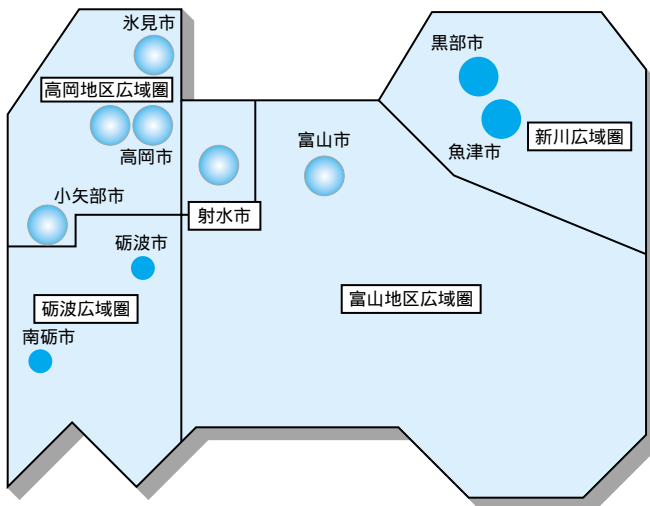 氷見市
高岡地区広域圏
高岡市
小矢部市
砺波市
砺波広域圏
南砺市
射水市
富山市
富山地区広域圏
黒部市
魚津市
新川広域圏